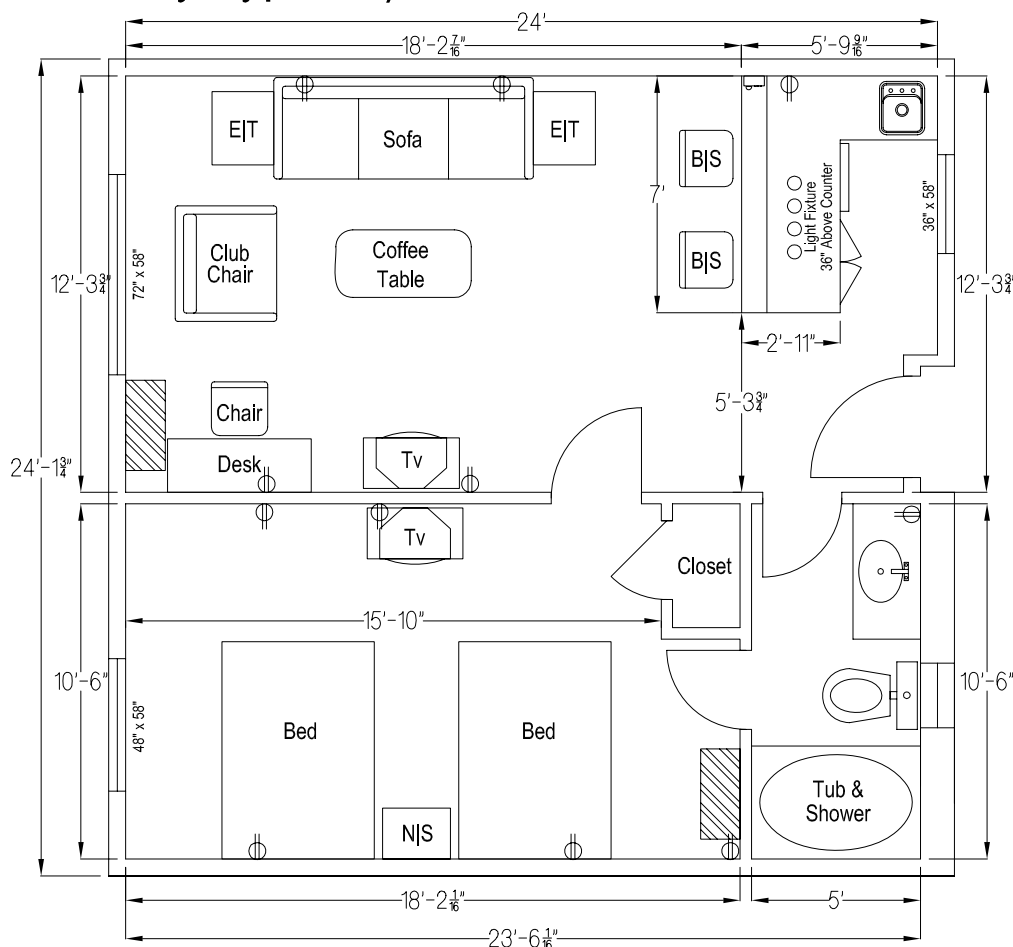 24'
18'-2 7/16"
5'-9 9/16"
E|T
Sofa
E|T
B|S
7'
36" x 58"
Light Fixture
36" Above Counter
Club
Chair
Coffee
Table
B|S
12'-3 3/4"
72" x 58"
12'-3 3/4"
2'-11"
5'-3 3/4"
Chair
Desk
Tv
24'-1 3/4"
Tv
Closet
15'-10"
10'-6"
10'-6"
48" x 58"
Bed
Bed
Tub &
Shower
N|S
18'-2 1/16"
5'
23'-6 1/16"